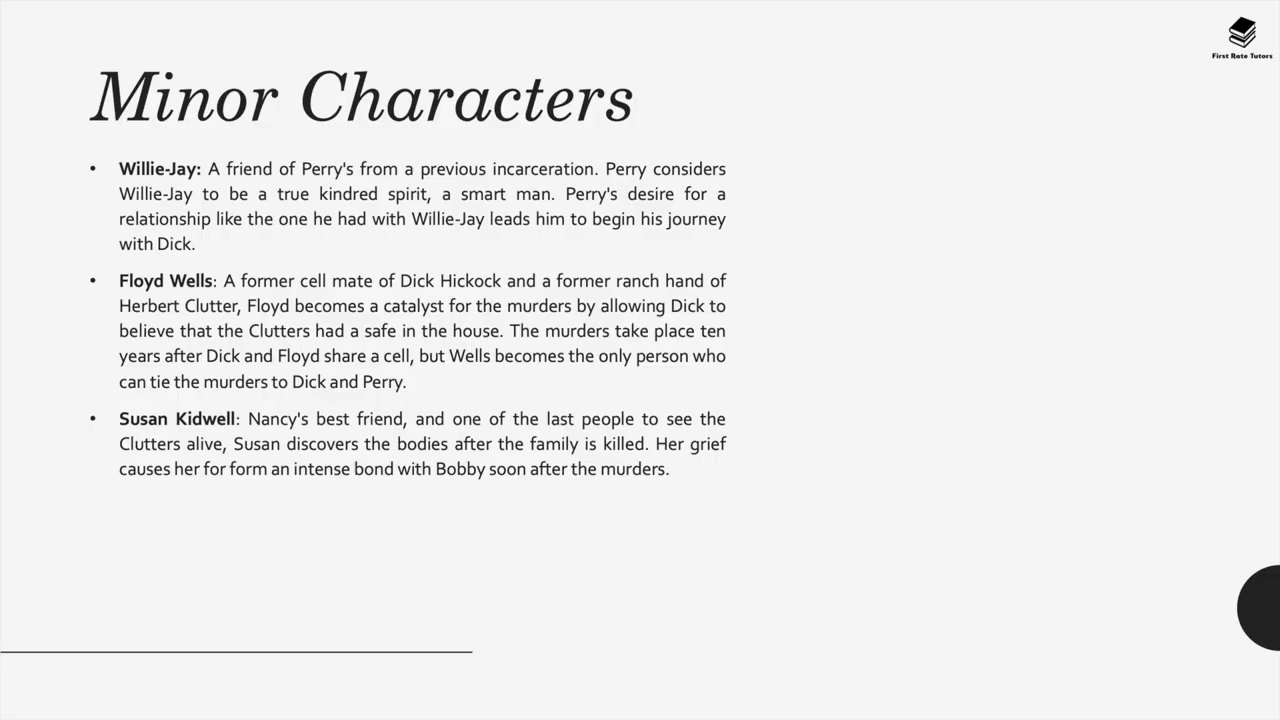 First Rate Tutors
Minor Characters
• Willie-Jay: A friend of Perry's from a previous incarceration. Perry considers
Willie-Jay to be a true kindred spirit, a smart man. Perry's desire for a
relationship like the one he had with Willie-Jay leads him to begin his journey
with Dick.
• Floyd Wells: A former cell mate of Dick Hickock and a former ranch hand of
Herbert Clutter, Floyd becomes a catalyst for the murders by allowing Dick to
believe that the Clutters had a safe in the house. The murders take place ten
years after Dick and Floyd share a cell, but Wells becomes the only person who
can tie the murders to Dick and Perry.
• Susan Kidwell: Nancy's best friend, and one of the last people to see the
Clutters alive, Susan discovers the bodies after the family is killed. Her grief
causes her for form an intense bond with Bobby soon after the murders.